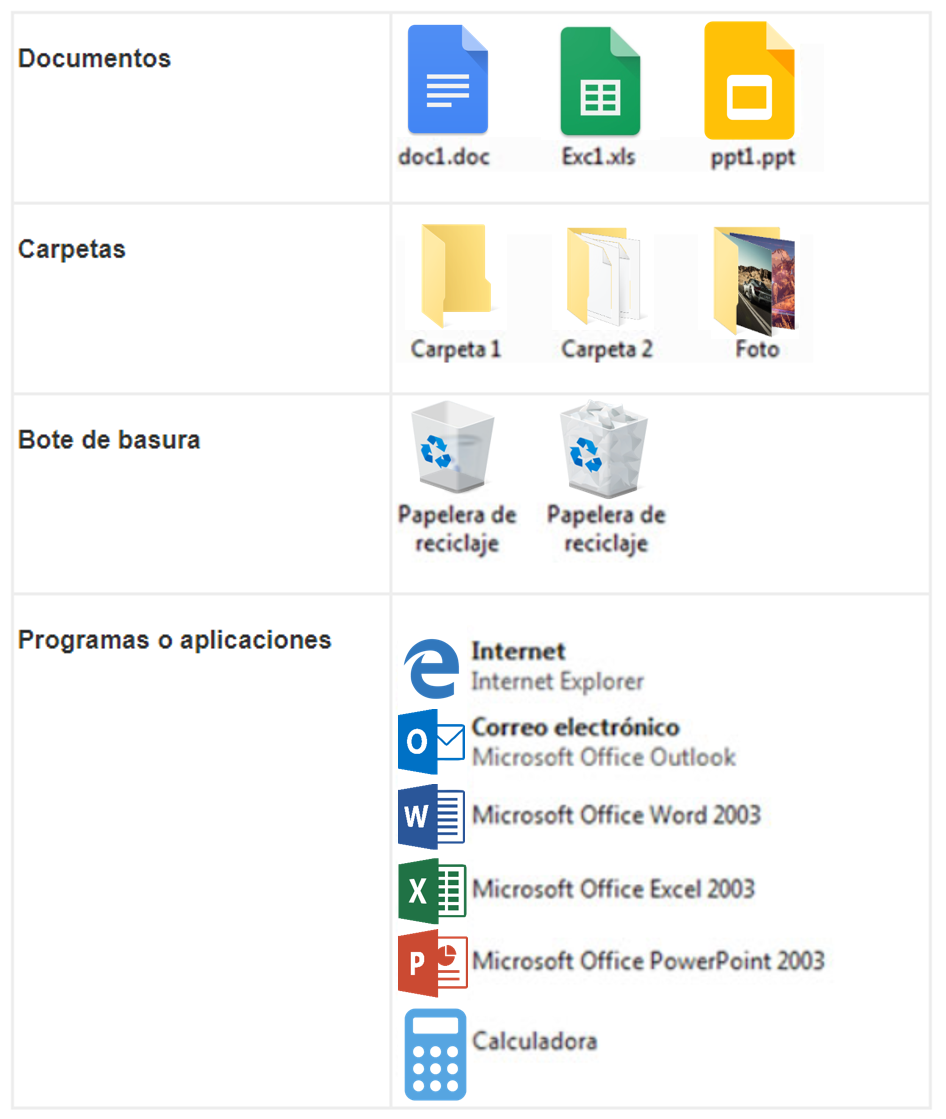 Documentos
doc1.doc Exc1.xls ppt1.ppt
Carpetas
Carpeta 1 Carpeta 2 Foto
Bote de basura
Papelera de Papelera de
reciclaje reciclaje
Programas o aplicaciones
Internet
Internet Explorer
O
Correo electrónico
Microsoft Office Outlook
W
Microsoft Office Word 2003
X
Microsoft Office Excel 2003
P
Microsoft Office PowerPoint 2003
Calculadora